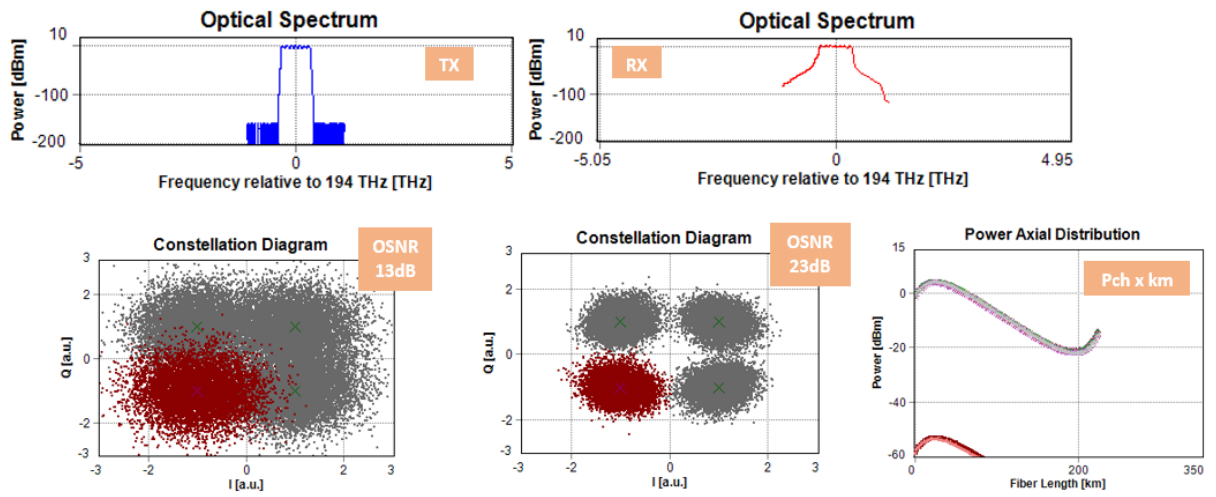 Optical Spectrum
10
Power [dBm]
-100
-200
TX
-5
0
5
Frequency relative to 194 THz [THz]
Optical Spectrum
10
Power [dBm]
-100
-200
RX
-5.05
0
4.95
Frequency relative to 194 THz [THz]
Constellation Diagram
OSNR
13dB
3
2
0
-2
-3
Q [a.u.]
-3
-2
0
2
3
I [a.u.]
Constellation Diagram
OSNR
23dB
3
2
0
-2
-3
Q [a.u.]
-3
-2
0
2
3
I [a.u.]
Power Axial Distribution
Pch x km
15
0
-20
-40
-60
Power [dBm]
0
200
350
Fiber Length [km]